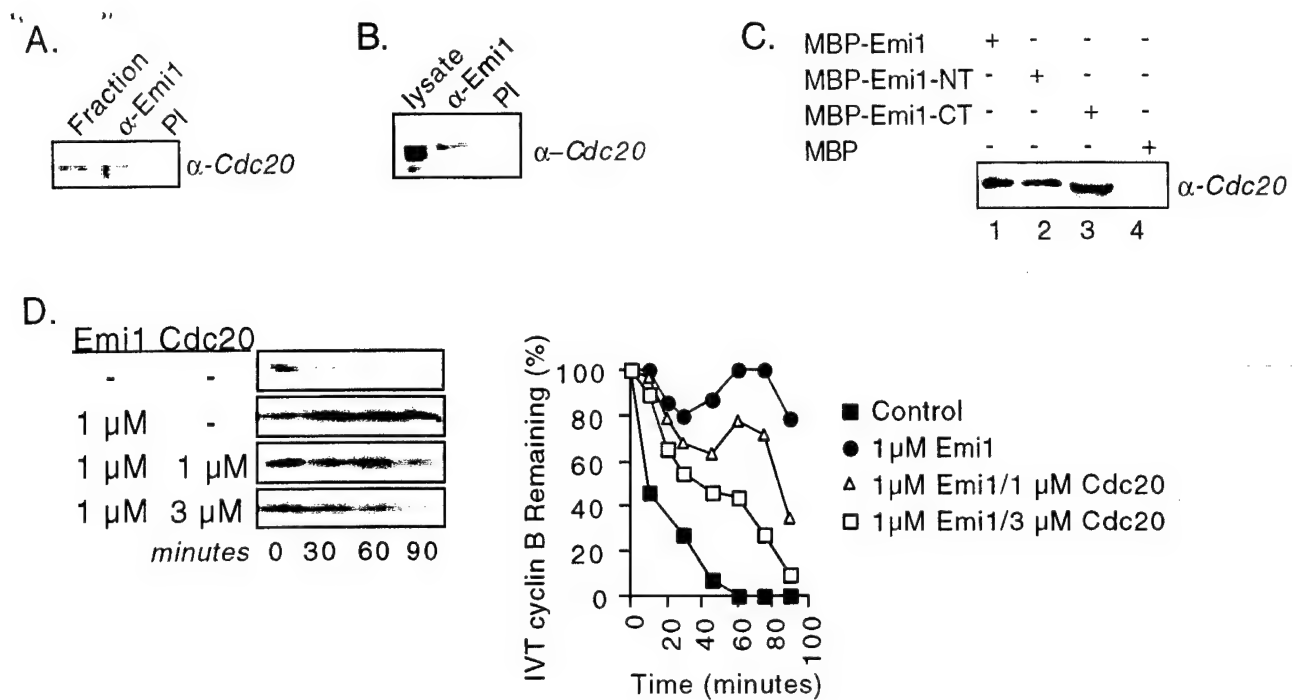 A.
Fraction
α-Emi1
PI
α-Cdc20
B.
lysate
α-Emi1
PI
α–Cdc20
C.
MBP-Emi1 + - - -
MBP-Emi1-NT - + - -
MBP-Emi1-CT - - + -
MBP - - - +
α-Cdc20
1 2 3 4
D.
Emi1 Cdc20
- -
1 µM -
1 µM 1 µM
1 µM 3 µM
minutes 0 30 60 90
IVT cyclin B Remaining (%)
100
80
60
40
20
0
0 20 40 60 80 100
Time (minutes)
Control
1µM Emi1
1µM Emi1/1 µM Cdc20
1µM Emi1/3 µM Cdc20